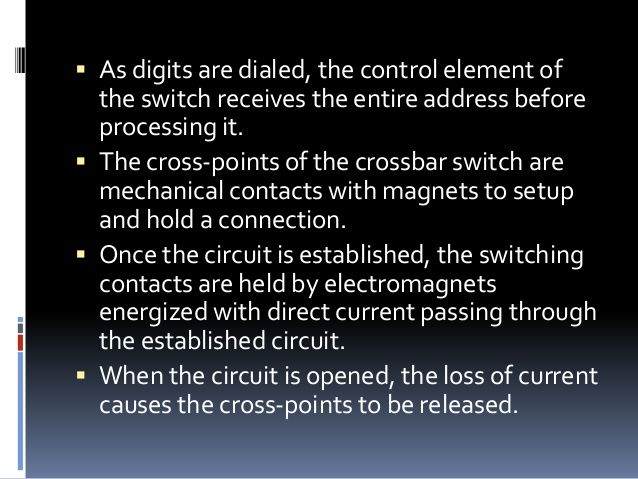 ▪ As digits are dialed, the control element of
the switch receives the entire address before
processing it.
▪ The cross-points of the crossbar switch are
mechanical contacts with magnets to setup
and hold a connection.
▪ Once the circuit is established, the switching
contacts are held by electromagnets
energized with direct current passing through
the established circuit.
▪ When the circuit is opened, the loss of current
causes the cross-points to be released.